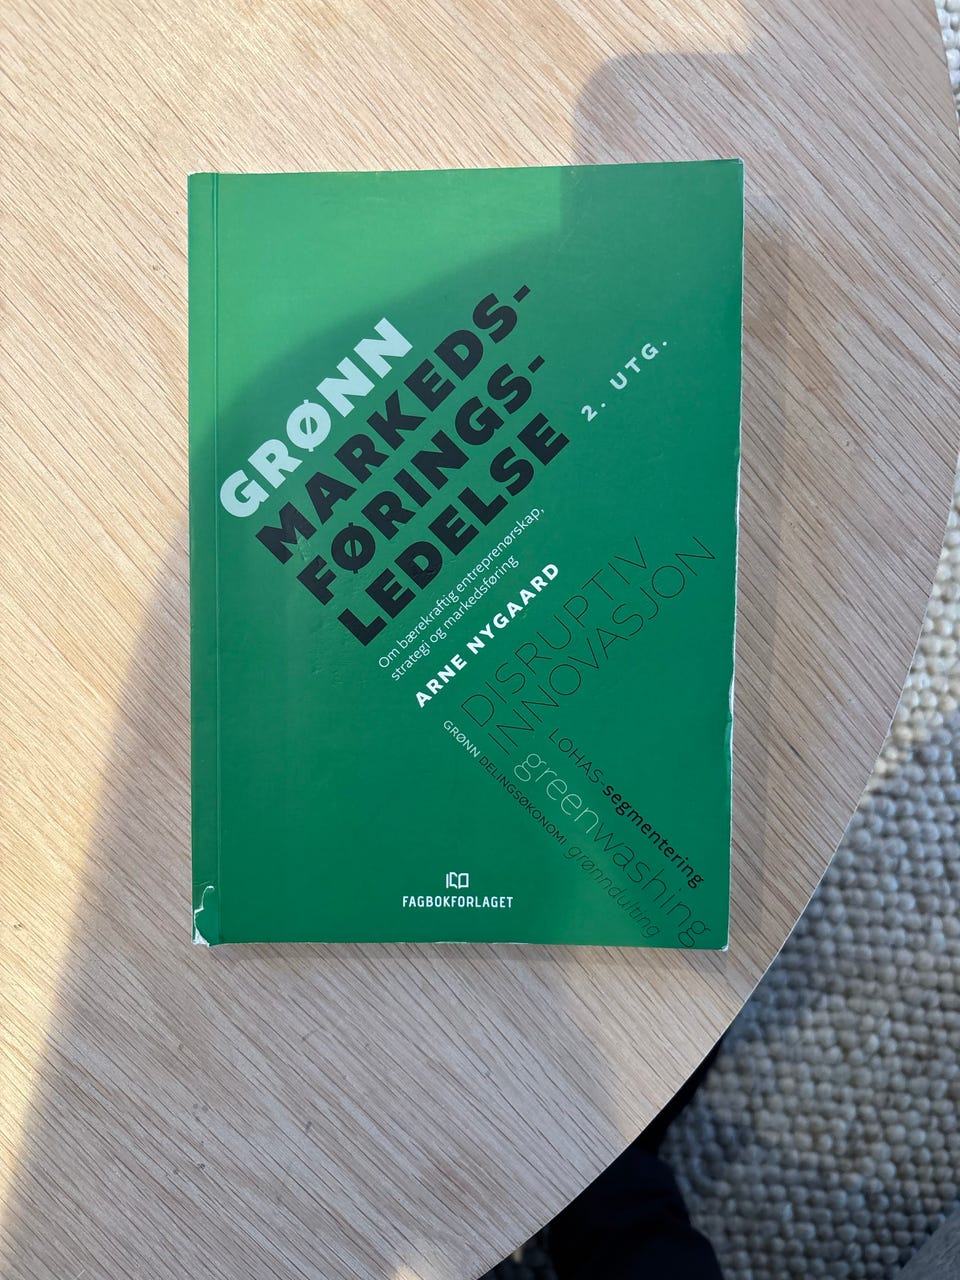 GRØNN
MARKEDS-
FØRINGS-
LEDELSE
2. UTG.
Om bærekraftig entreprenørskap,
strategi og markedsføring
ARNE NYGAARD
DISRUPTIV
INNOVASJON
LOHAS-segmentering
greenwashing
GRØNN DELINGSØKONOMI grønndulting
FAGBOKFORLAGET